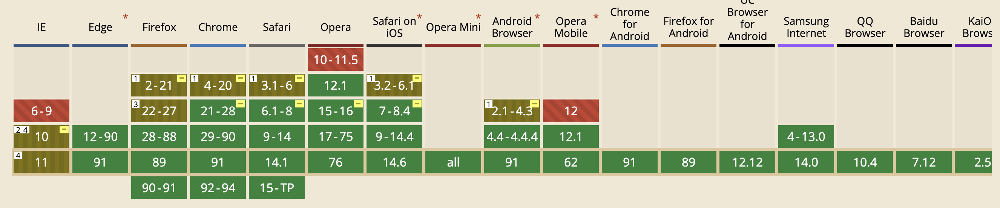 UC
IE Edge * Firefox Chrome Safari Opera Safari on iOS * Opera Mini * Android Browser * Opera Mobile * Chrome for Android Firefox for Android Browser for Android Samsung Internet QQ Browser Baidu Browser KaiO Brows
10-11.5
1 2-21 - 1 4-20 - 1 3.1-6 - 12.1 1 3.2-6.1 -
6-9 3 22-27 21-28 - 6.1-8 - 15-16 - 7-8.4 - 1 2.1-4.3 - 12
2 4 10 - 12-90 28-88 29-90 9-14 17-75 9-14.4 4.4-4.4.4 12.1 4-13.0
4 11 91 89 91 14.1 76 14.6 all 91 62 91 89 12.12 14.0 10.4 7.12 2.5
90-91 92-94 15-TP